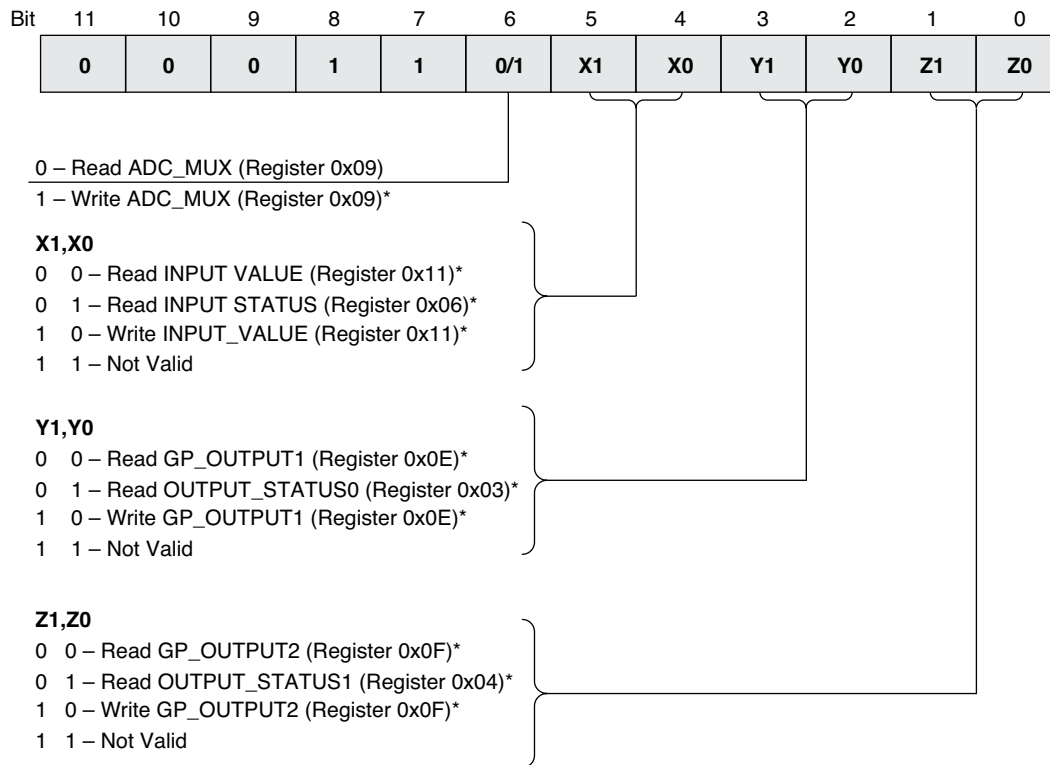 Bit 11 10 9 8 7 6 5 4 3 2 1 0
0 0 0 1 1 0/1 X1 X0 Y1 Y0 Z1 Z0
0 – Read ADC_MUX (Register 0x09)
1 – Write ADC_MUX (Register 0x09)*
X1,X0
0 0 – Read INPUT VALUE (Register 0x11)*
0 1 – Read INPUT STATUS (Register 0x06)*
1 0 – Write INPUT_VALUE (Register 0x11)*
1 1 – Not Valid
Y1,Y0
0 0 – Read GP_OUTPUT1 (Register 0x0E)*
0 1 – Read OUTPUT_STATUS0 (Register 0x03)*
1 0 – Write GP_OUTPUT1 (Register 0x0E)*
1 1 – Not Valid
Z1,Z0
0 0 – Read GP_OUTPUT2 (Register 0x0F)*
0 1 – Read OUTPUT_STATUS1 (Register 0x04)*
1 0 – Write GP_OUTPUT2 (Register 0x0F)*
1 1 – Not Valid